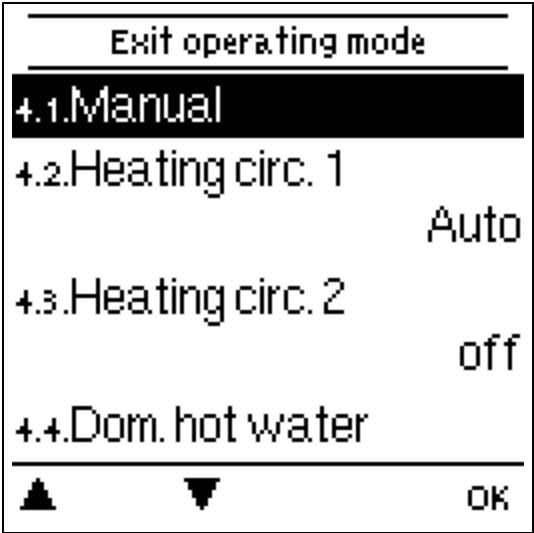 Exit operating mode
4.1.Manual
4.2.Heating circ. 1
Auto
4.3.Heating circ. 2
off
4.4.Dom. hot water
▲ ▼ OK